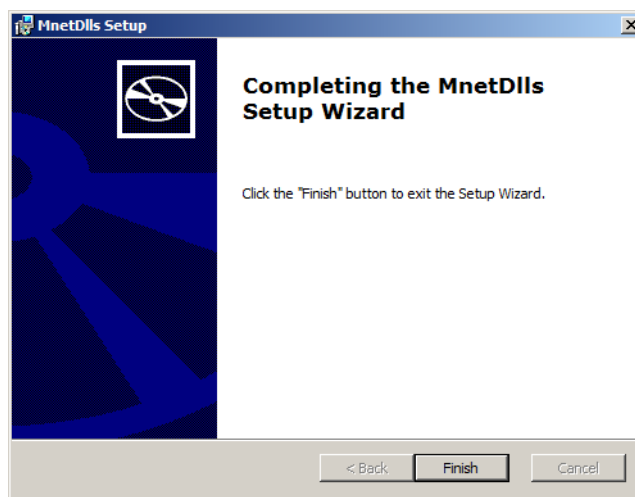 MnetDlls Setup
Completing the MnetDlls
Setup Wizard
Click the "Finish" button to exit the Setup Wizard.
< Back
Finish
Cancel